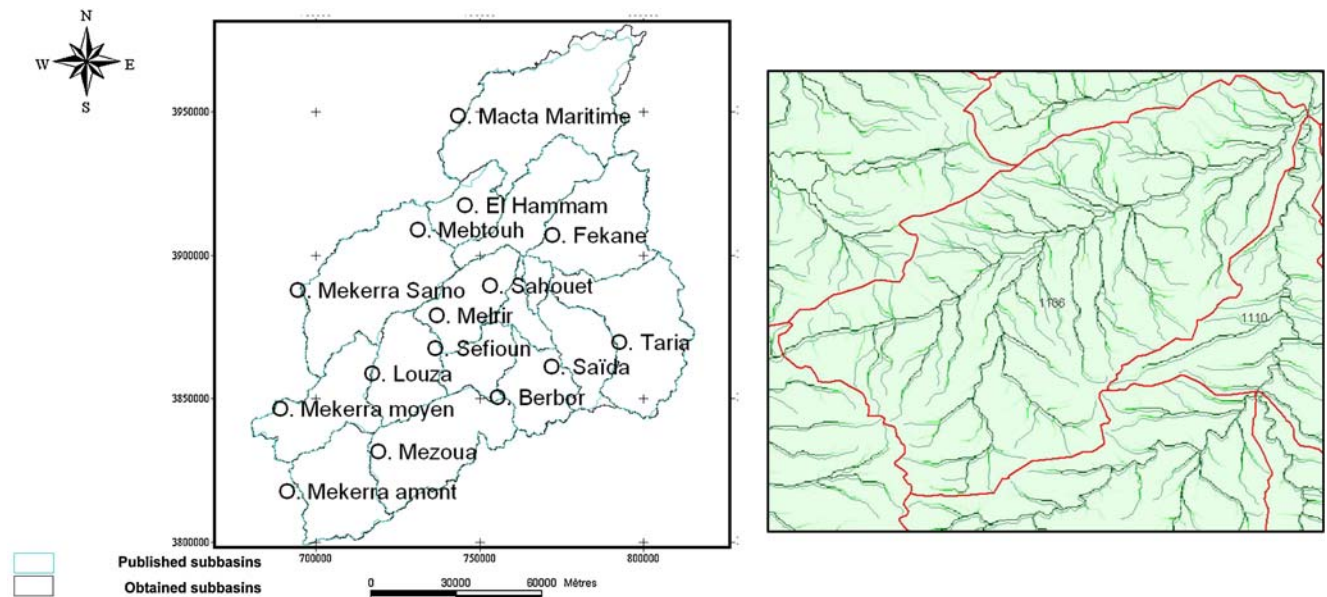 N
W E
S
3950000
3900000
3850000
3800000
700000 750000 800000
O. Macta Maritime
O. El Hammam
O. Mebtouh
O. Fekane
O. Sahouet
O. Mekerra Sarno
O. Melrir
O. Taria
O. Sefioun
O. Saïda
O. Louza
O. Berbor
O. Mekerra moyen
O. Mezoua
O. Mekerra amont
Published subbasins
Obtained subbasins
0 30000 60000 Mètres
1106
1110